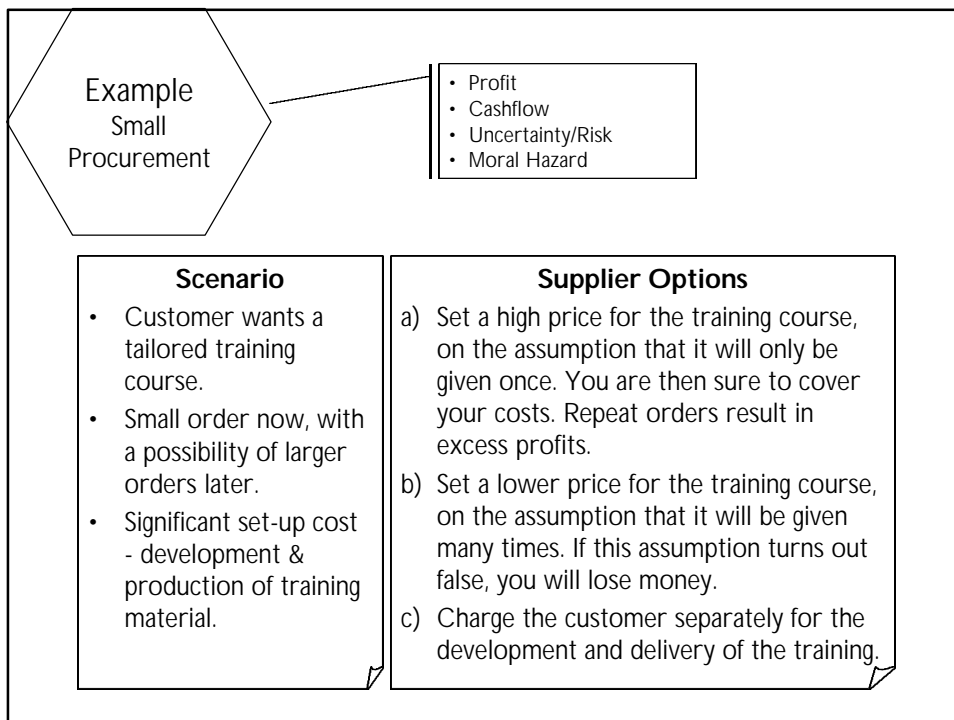 Example
Small
Procurement
• Profit
• Cashflow
• Uncertainty/Risk
• Moral Hazard
Scenario
• Customer wants a
tailored training
course.
• Small order now, with
a possibility of larger
orders later.
• Significant set-up cost
- development &
production of training
material.
Supplier Options
a) Set a high price for the training course,
on the assumption that it will only be
given once. You are then sure to cover
your costs. Repeat orders result in
excess profits.
b) Set a lower price for the training course,
on the assumption that it will be given
many times. If this assumption turns out
false, you will lose money.
c) Charge the customer separately for the
development and delivery of the training.